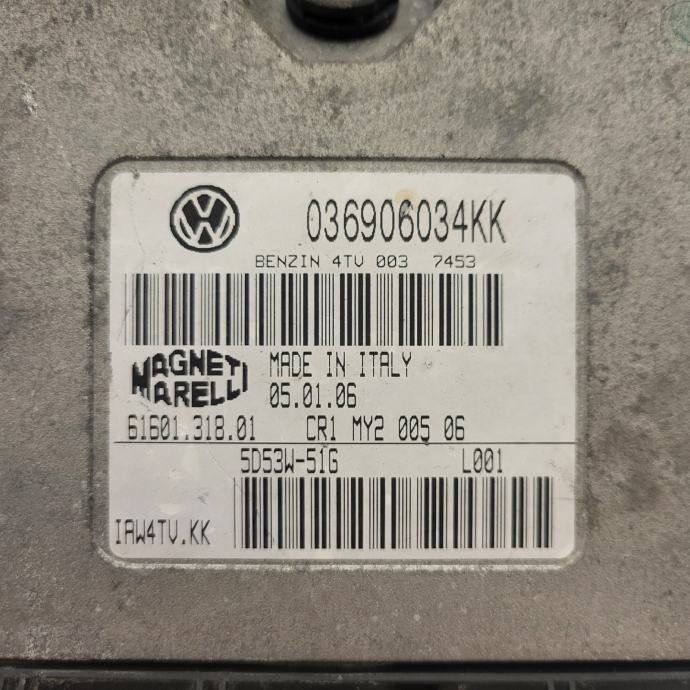 VW 036906034KK
BENZIN 4TV 003 7453
MAGNETI MARELLI
MADE IN ITALY
05.01.06
61601.318.01 CR1 MY2 005 06
5D53W-51G L001
IAW4TV.KK